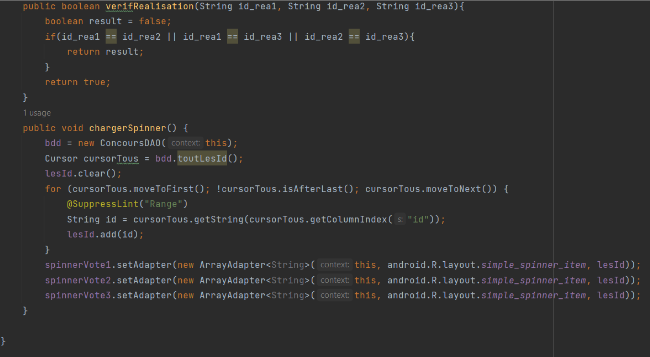 public boolean verifRealisation(String id_rea1, String id_rea2, String id_rea3){
boolean result = false;
if(id_rea1 == id_rea2 || id_rea1 == id_rea3 || id_rea2 == id_rea3){
return result;
}
return true;
}
1 usage
public void chargerSpinner() {
bdd = new ConcoursDAO( context: this);
Cursor cursorTous = bdd.toutLesId();
lesId.clear();
for (cursorTous.moveToFirst(); !cursorTous.isAfterLast(); cursorTous.moveToNext()) {
@SuppressLint("Range")
String id = cursorTous.getString(cursorTous.getColumnIndex( s: "id"));
lesId.add(id);
}
spinnerVote1.setAdapter(new ArrayAdapter<String>( context: this, android.R.layout.simple_spinner_item, lesId));
spinnerVote2.setAdapter(new ArrayAdapter<String>( context: this, android.R.layout.simple_spinner_item, lesId));
spinnerVote3.setAdapter(new ArrayAdapter<String>( context: this, android.R.layout.simple_spinner_item, lesId));
}
}